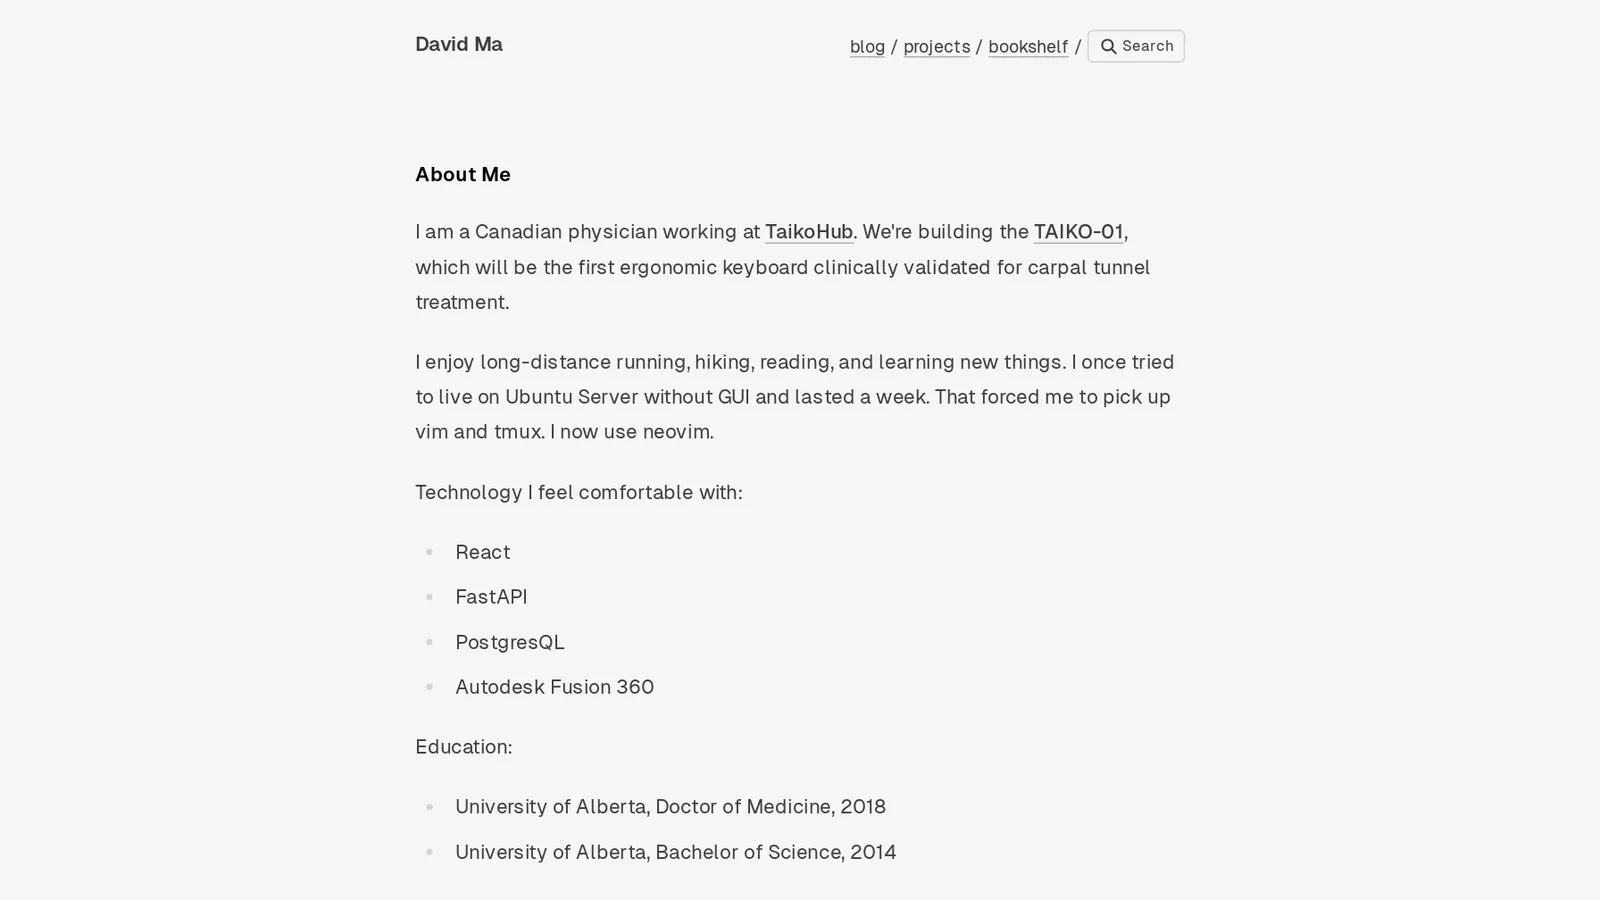 David Ma
blog / projects / bookshelf / Search
About Me
I am a Canadian physician working at TaikoHub. We're building the TAIKO-01,
which will be the first ergonomic keyboard clinically validated for carpal tunnel
treatment.
I enjoy long-distance running, hiking, reading, and learning new things. I once tried
to live on Ubuntu Server without GUI and lasted a week. That forced me to pick up
vim and tmux. I now use neovim.
Technology I feel comfortable with:
React
FastAPI
PostgresQL
Autodesk Fusion 360
Education:
University of Alberta, Doctor of Medicine, 2018
University of Alberta, Bachelor of Science, 2014